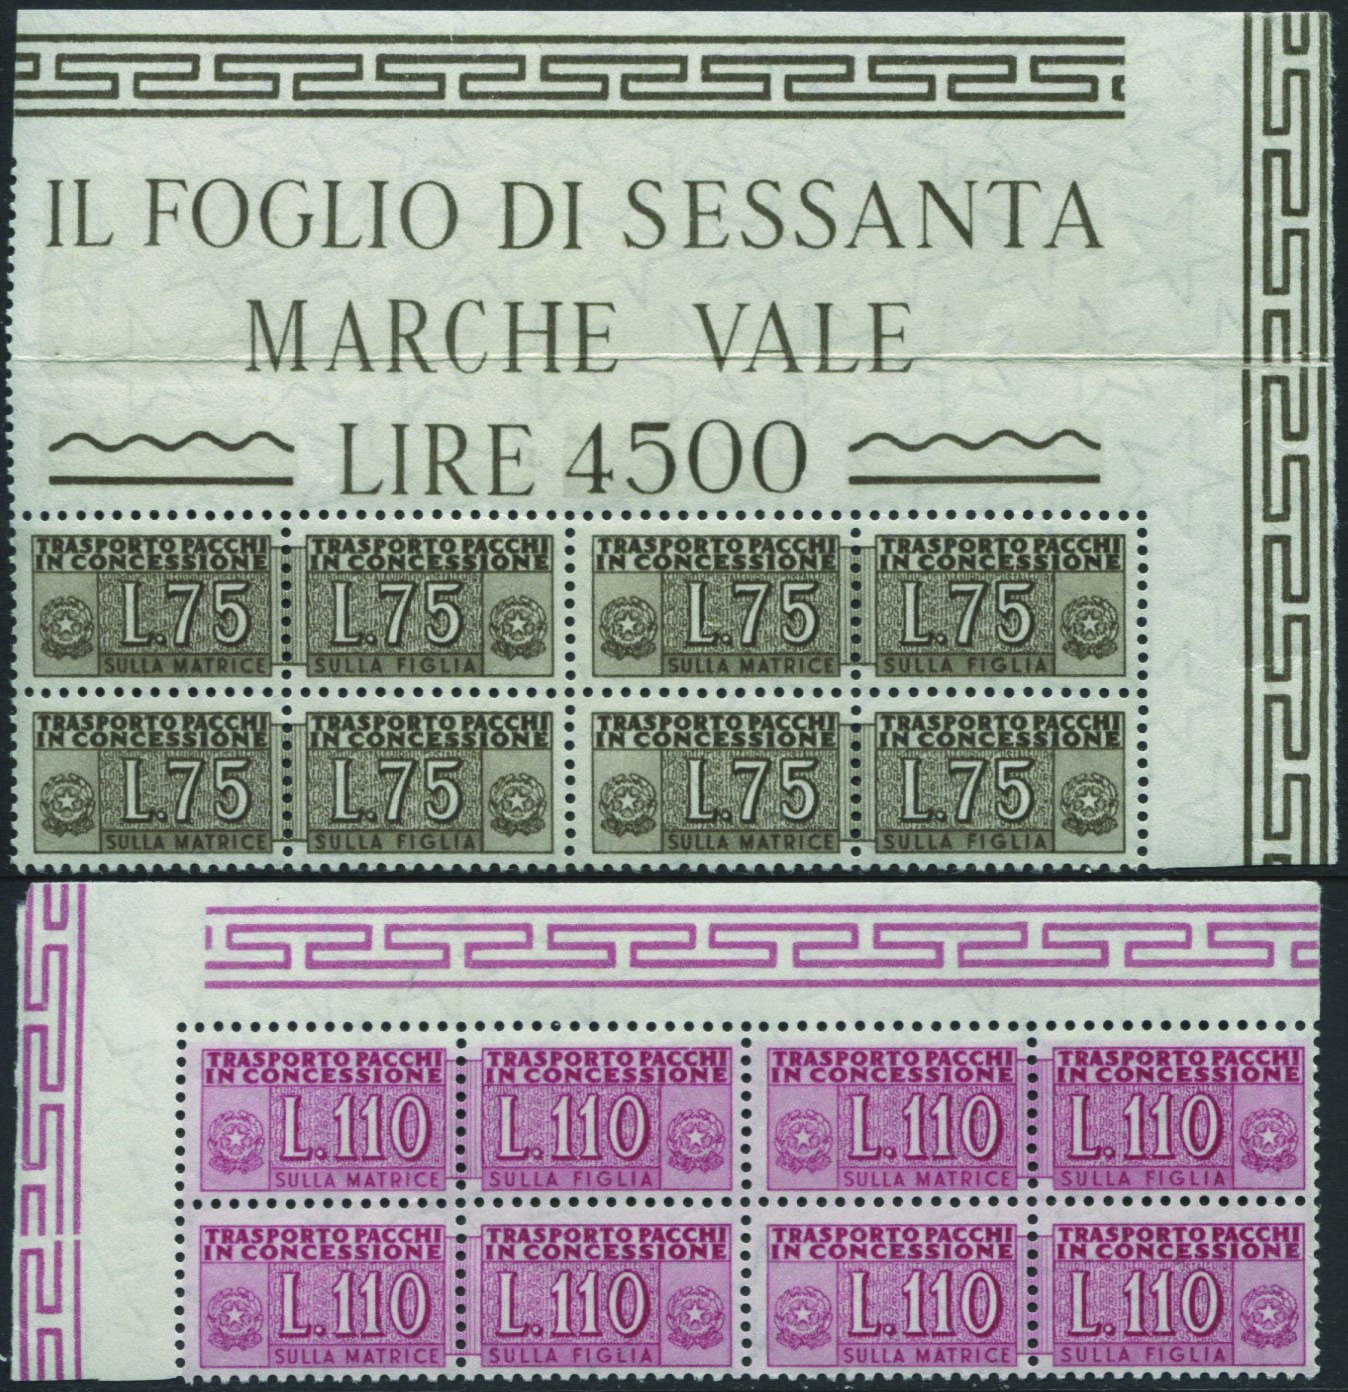 IL FOGLIO DI SESSANTA
MARCHE VALE
LIRE 4500
TRASPORTO PACCHI TRASPORTO PACCHI TRASPORTO PACCHI TRASPORTO PACCHI
IN CONCESSIONE IN CONCESSIONE IN CONCESSIONE IN CONCESSIONE
L.75 L.75 L.75 L.75
SULLA MATRICE SULLA FIGLIA SULLA MATRICE SULLA FIGLIA
TRASPORTO PACCHI TRASPORTO PACCHI TRASPORTO PACCHI TRASPORTO PACCHI
IN CONCESSIONE IN CONCESSIONE IN CONCESSIONE IN CONCESSIONE
L.75 L.75 L.75 L.75
SULLA MATRICE SULLA FIGLIA SULLA MATRICE SULLA FIGLIA
TRASPORTO PACCHI TRASPORTO PACCHI TRASPORTO PACCHI TRASPORTO PACCHI
IN CONCESSIONE IN CONCESSIONE IN CONCESSIONE IN CONCESSIONE
L.110 L.110 L.110 L.110
SULLA MATRICE SULLA FIGLIA SULLA MATRICE SULLA FIGLIA
TRASPORTO PACCHI TRASPORTO PACCHI TRASPORTO PACCHI TRASPORTO PACCHI
IN CONCESSIONE IN CONCESSIONE IN CONCESSIONE IN CONCESSIONE
L.110 L.110 L.110 L.110
SULLA MATRICE SULLA FIGLIA SULLA MATRICE SULLA FIGLIA